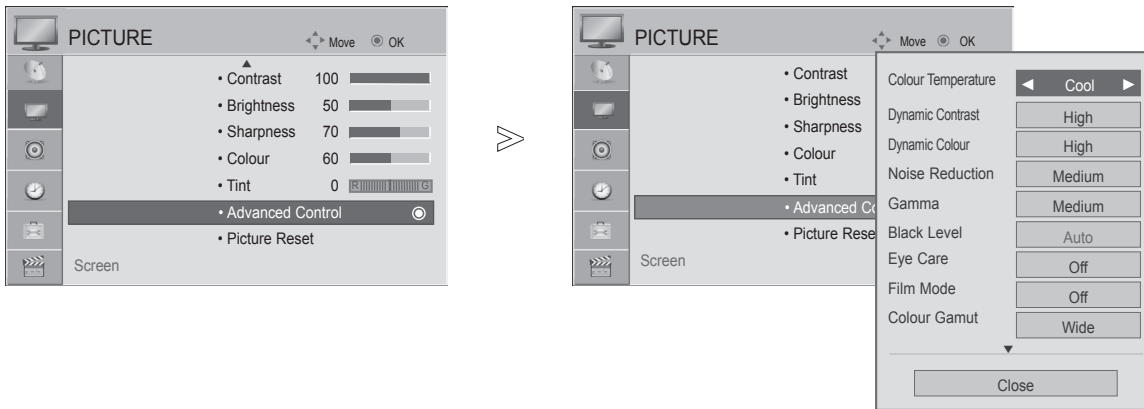 PICTURE
Move OK
• Contrast 100
• Brightness 50
• Sharpness 70
• Colour 60
• Tint 0 R G
• Advanced Control
• Picture Reset
Screen
PICTURE
Move OK
• Contrast
• Brightness
• Sharpness
• Colour
• Tint
• Advanced Co
• Picture Rese
Screen
Colour Temperature Cool
Dynamic Contrast High
Dynamic Colour High
Noise Reduction Medium
Gamma Medium
Black Level Auto
Eye Care Off
Film Mode Off
Colour Gamut Wide
Close